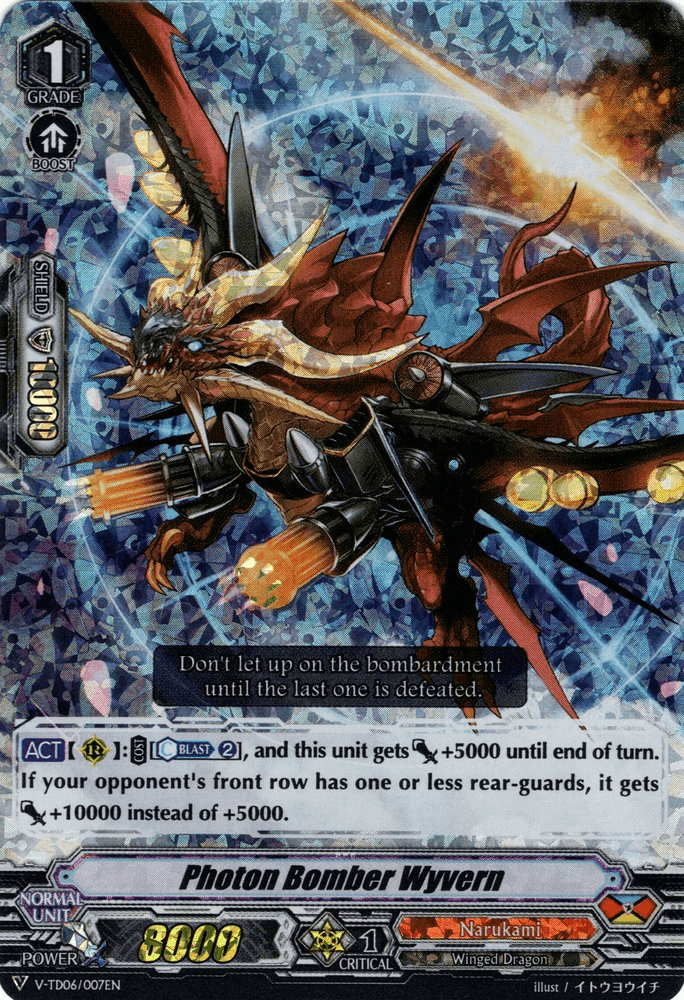 1
GRADE
BOOST
SHIELD
10000
Don't let up on the bombardment
until the last one is defeated.
ACT【R】:COST[C BLAST 2], and this unit gets +5000 until end of turn.
If your opponent's front row has one or less rear-guards, it gets
+10000 instead of +5000.
Photon Bomber Wyvern
NORMAL
UNIT
POWER
8000
1
CRITICAL
Narukami
Winged Dragon
V V-TD06/007EN
illust / イトウヨウイチ